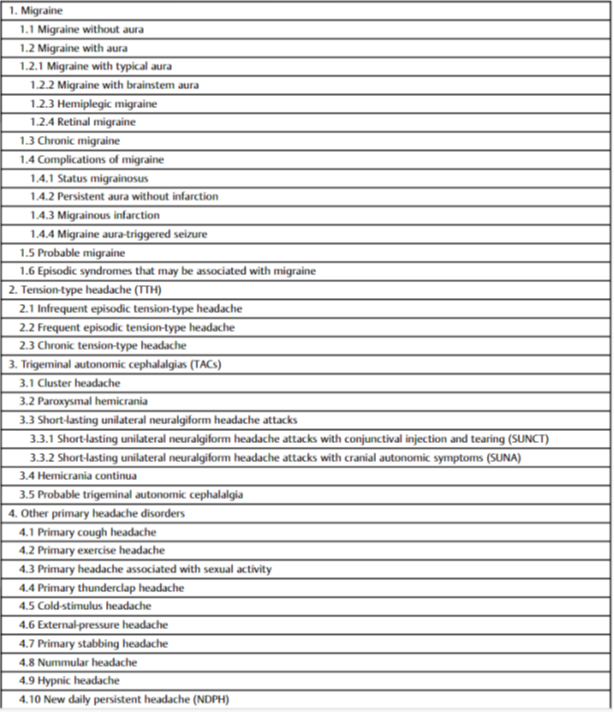 1. Migraine
1.1 Migraine without aura
1.2 Migraine with aura
1.2.1 Migraine with typical aura
1.2.2 Migraine with brainstem aura
1.2.3 Hemiplegic migraine
1.2.4 Retinal migraine
1.3 Chronic migraine
1.4 Complications of migraine
1.4.1 Status migrainosus
1.4.2 Persistent aura without infarction
1.4.3 Migrainous infarction
1.4.4 Migraine aura-triggered seizure
1.5 Probable migraine
1.6 Episodic syndromes that may be associated with migraine
2. Tension-type headache (TTH)
2.1 Infrequent episodic tension-type headache
2.2 Frequent episodic tension-type headache
2.3 Chronic tension-type headache
3. Trigeminal autonomic cephalalgias (TACs)
3.1 Cluster headache
3.2 Paroxysmal hemicrania
3.3 Short-lasting unilateral neuralgiform headache attacks
3.3.1 Short-lasting unilateral neuralgiform headache attacks with conjunctival injection and tearing (SUNCT)
3.3.2 Short-lasting unilateral neuralgiform headache attacks with cranial autonomic symptoms (SUNA)
3.4 Hemicrania continua
3.5 Probable trigeminal autonomic cephalalgia
4. Other primary headache disorders
4.1 Primary cough headache
4.2 Primary exercise headache
4.3 Primary headache associated with sexual activity
4.4 Primary thunderclap headache
4.5 Cold-stimulus headache
4.6 External-pressure headache
4.7 Primary stabbing headache
4.8 Nummular headache
4.9 Hypnic headache
4.10 New daily persistent headache (NDPH)